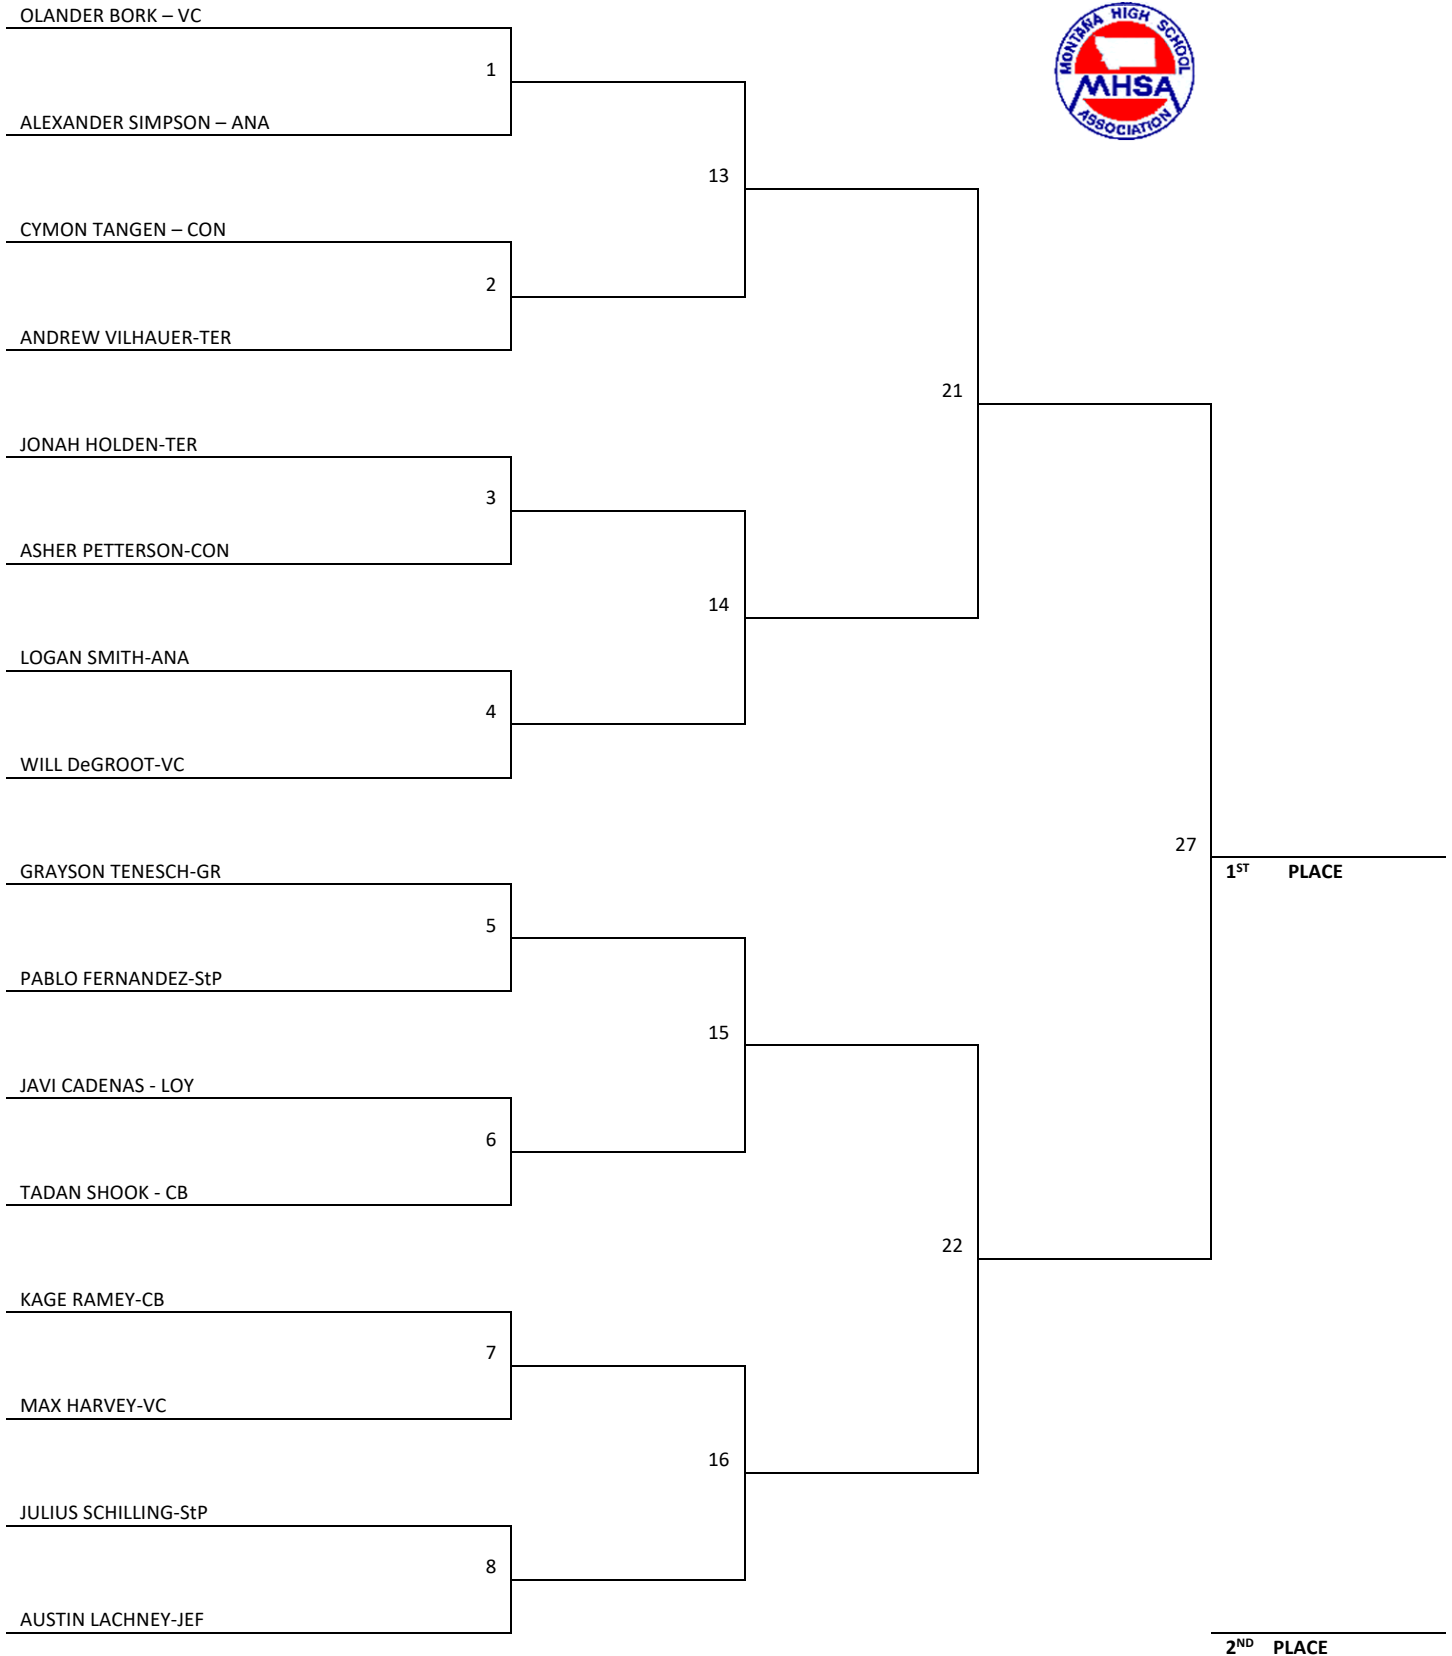 OLANDER BORK – VC
MONTANA HIGH SCHOOL
MHSA
ASSOCIATION
1
ALEXANDER SIMPSON – ANA
13
CYMON TANGEN – CON
2
ANDREW VILHAUER-TER
21
JONAH HOLDEN-TER
3
ASHER PETTERSON-CON
14
LOGAN SMITH-ANA
4
WILL DeGROOT-VC
27
GRAYSON TENESCH-GR
1ST PLACE
5
PABLO FERNANDEZ-StP
15
JAVI CADENAS - LOY
6
TADAN SHOOK - CB
22
KAGE RAMEY-CB
7
MAX HARVEY-VC
16
JULIUS SCHILLING-StP
8
AUSTIN LACHNEY-JEF
2ND PLACE